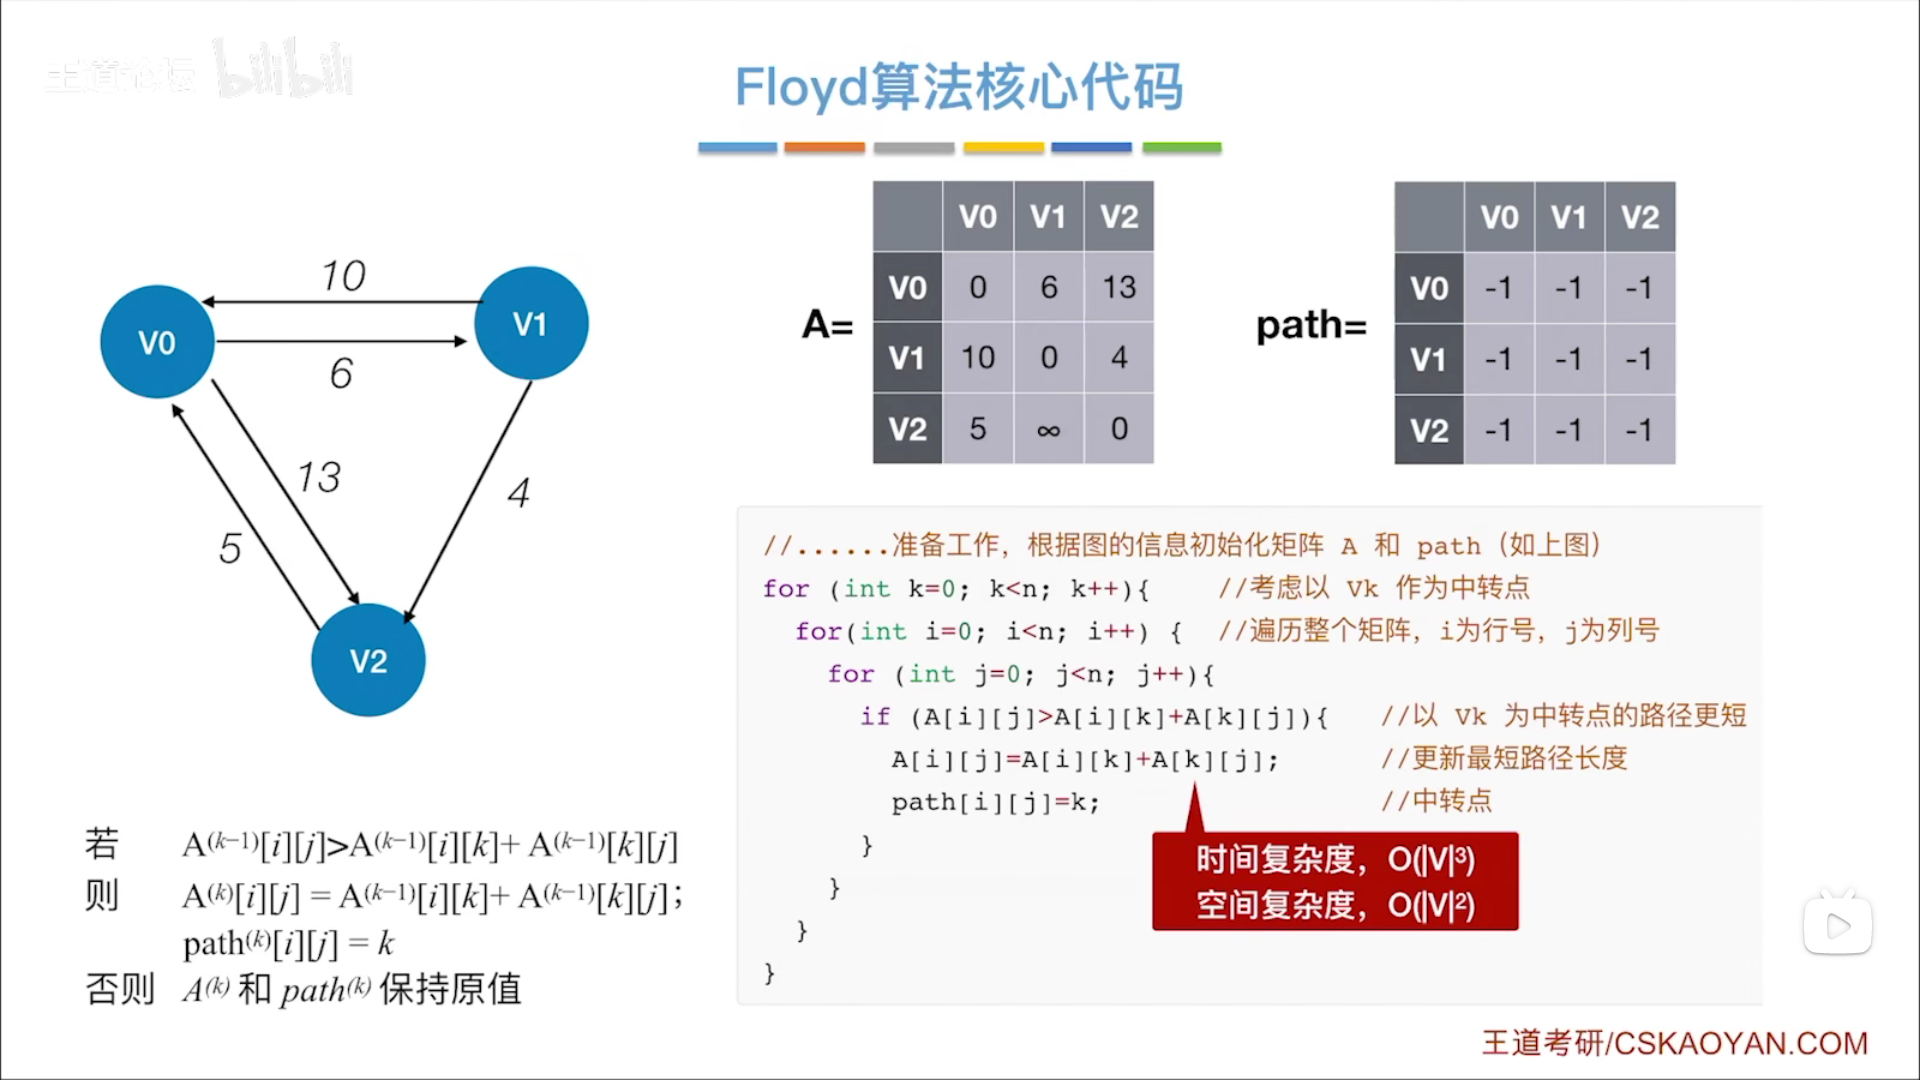 王道论坛 bilibili
Floyd算法核心代码
10
6
13
5
4
V0
V1
V2
A=
V0 V1 V2
V0 0 6 13
V1 10 0 4
V2 5 ∞ 0
path=
V0 V1 V2
V0 -1 -1 -1
V1 -1 -1 -1
V2 -1 -1 -1
//......准备工作，根据图的信息初始化矩阵 A 和 path（如上图）
for (int k=0; k<n; k++){ //考虑以 Vk 作为中转点
for(int i=0; i<n; i++) { //遍历整个矩阵，i为行号，j为列号
for (int j=0; j<n; j++){
if (A[i][j]>A[i][k]+A[k][j]){ //以 Vk 为中转点的路径更短
A[i][j]=A[i][k]+A[k][j]; //更新最短路径长度
path[i][j]=k; //中转点
}
}
}
}
时间复杂度，O(|V|³)
空间复杂度，O(|V|²)
若 A⁽ᵏ⁻¹⁾[i][j]>A⁽ᵏ⁻¹⁾[i][k]+ A⁽ᵏ⁻¹⁾[k][j]
则 A⁽ᵏ⁾[i][j] = A⁽ᵏ⁻¹⁾[i][k]+ A⁽ᵏ⁻¹⁾[k][j]；
path⁽ᵏ⁾[i][j] = k
否则 A⁽ᵏ⁾ 和 path⁽ᵏ⁾ 保持原值
王道考研/CSKAOYAN.COM